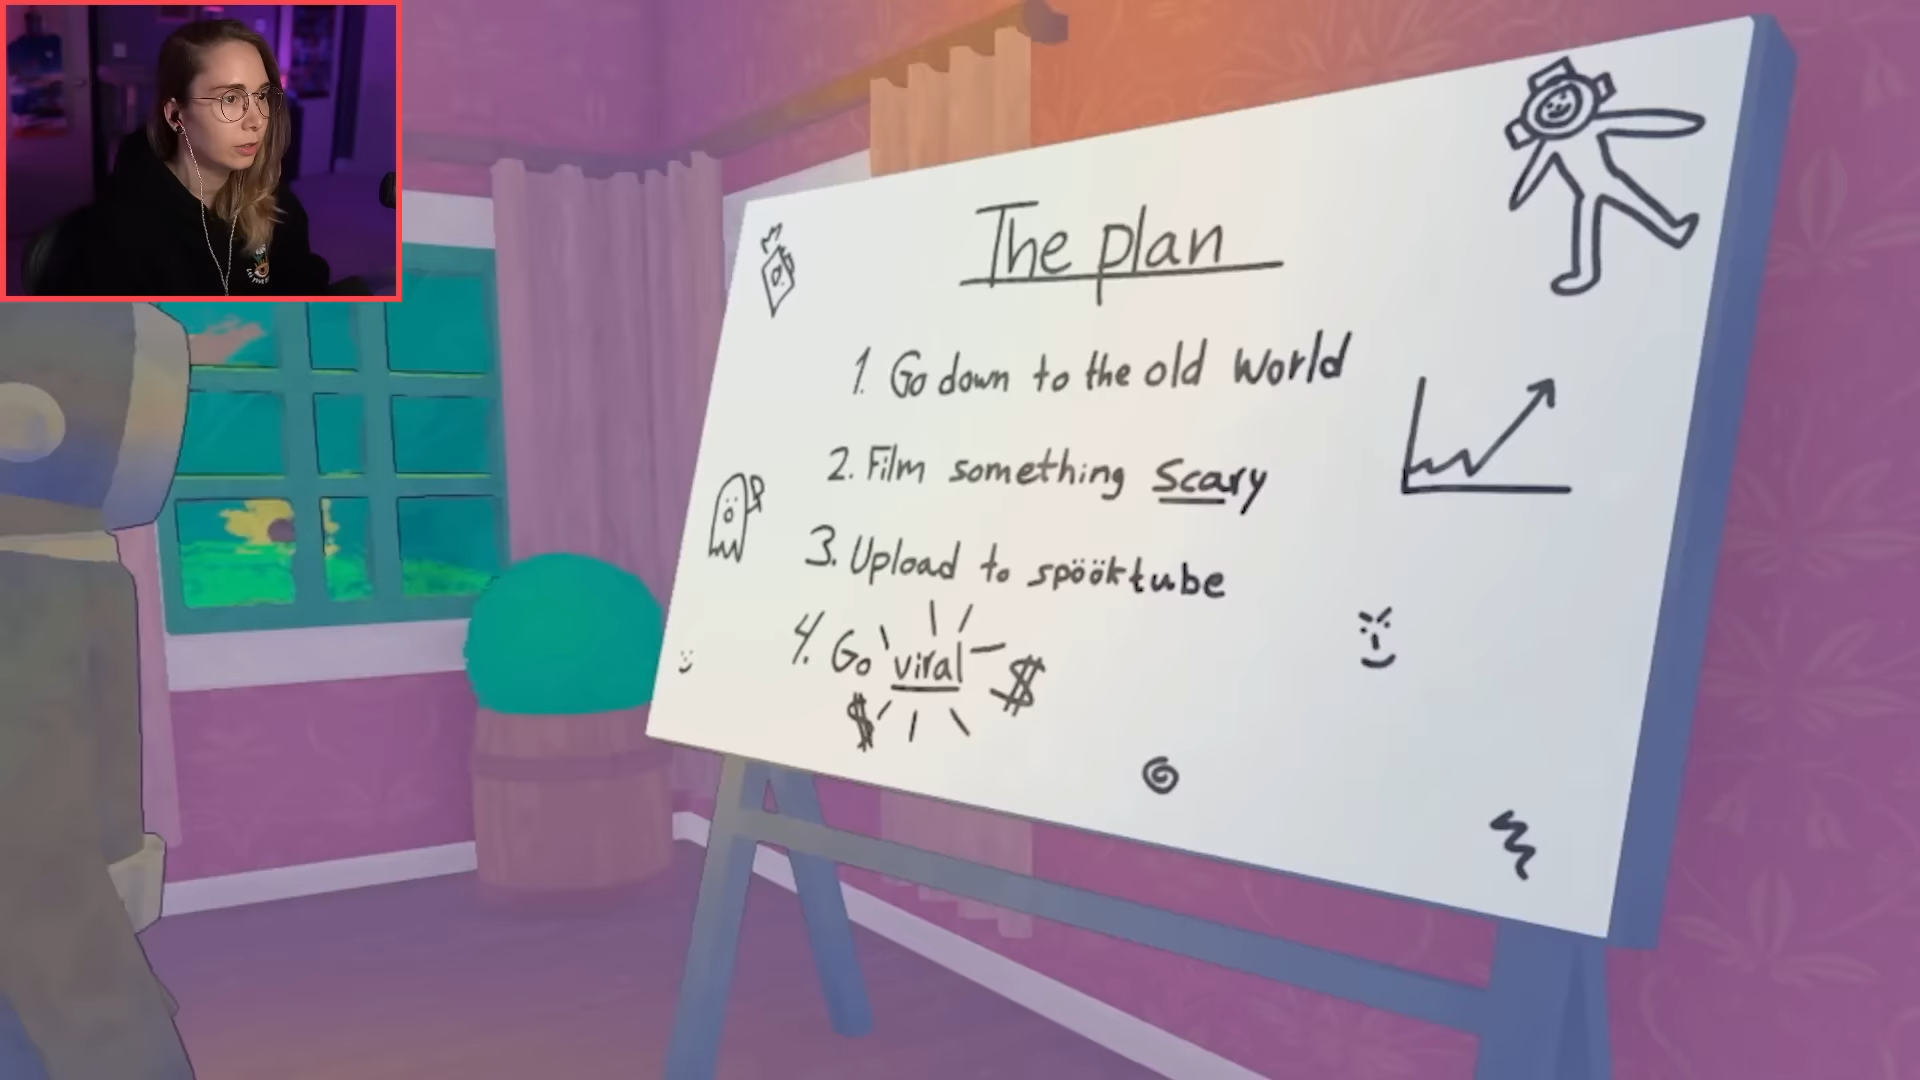 The plan
1. Go down to the old World
2. Film something scary
3. Upload to spööktube
4. Go viral $
$